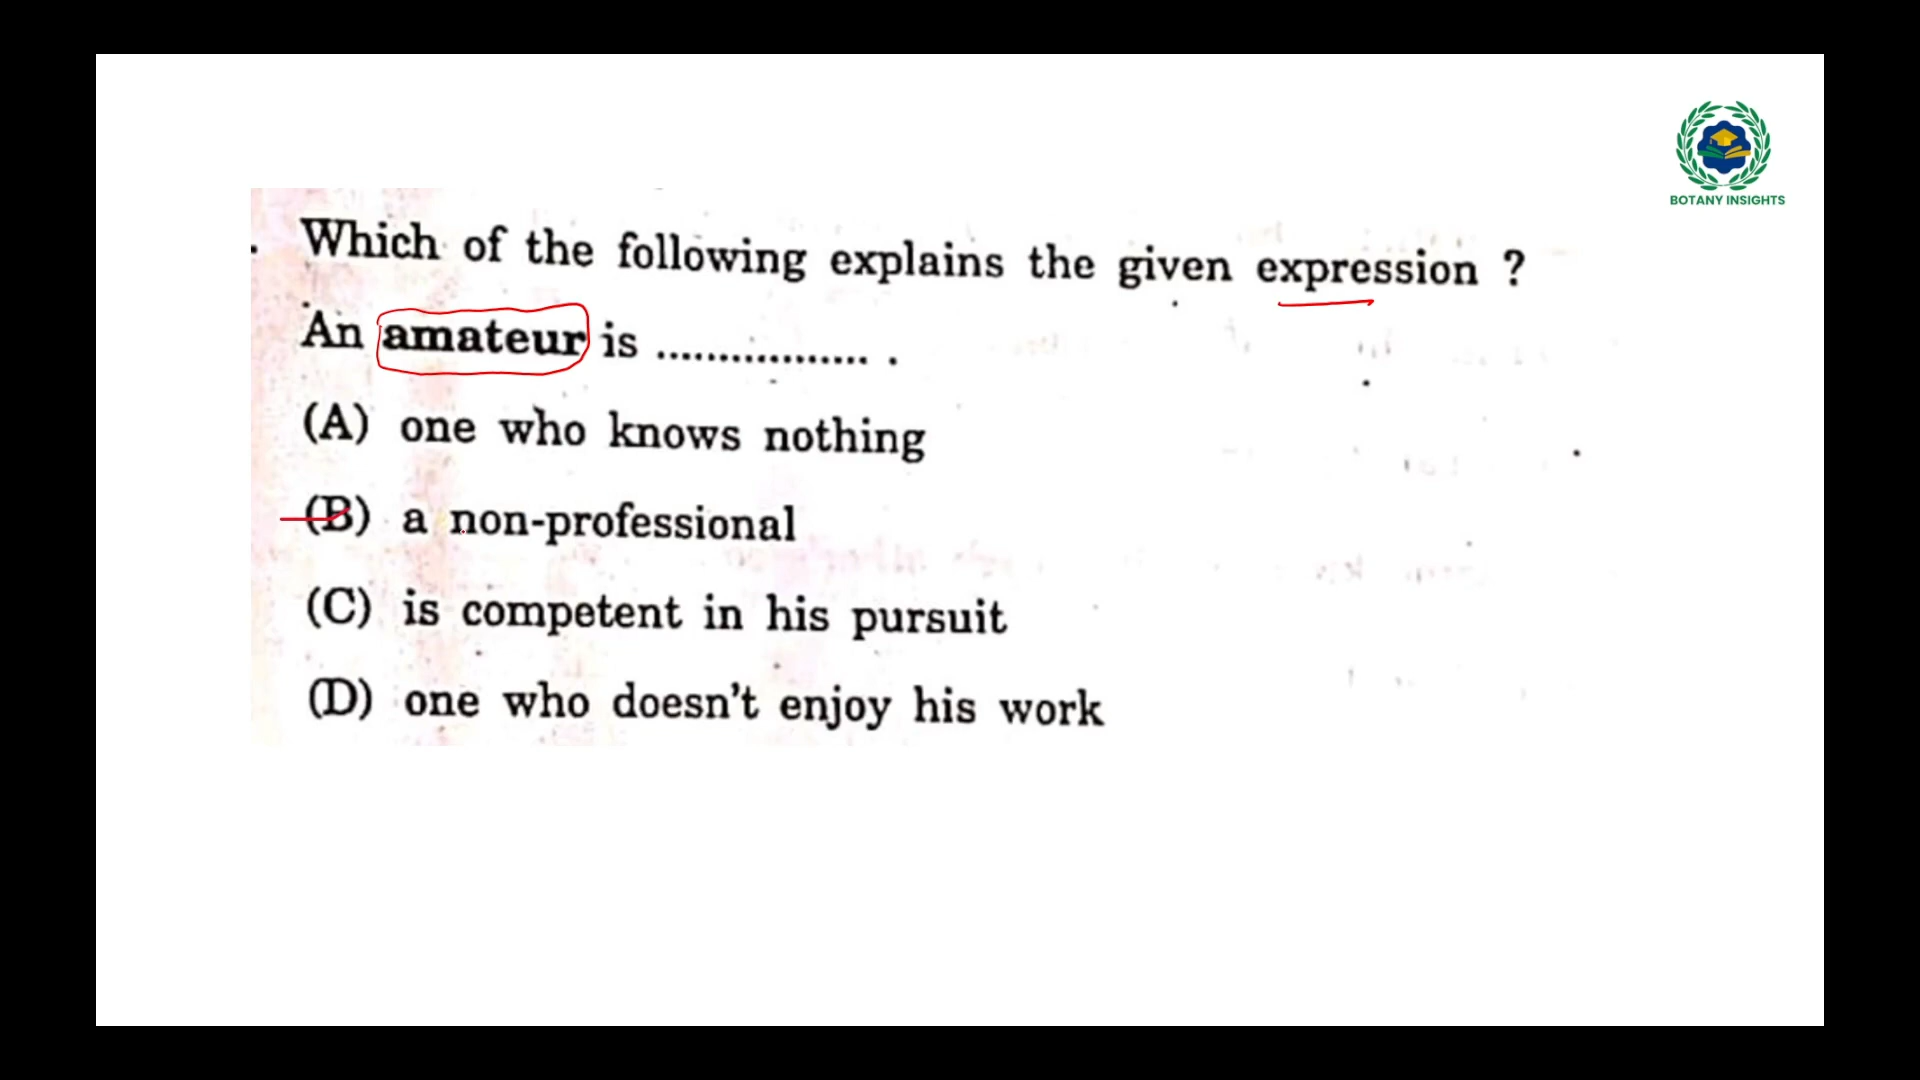 BOTANY INSIGHTS
. Which of the following explains the given expression ?
An amateur is .................. .
(A) one who knows nothing
(B) a non-professional
(C) is competent in his pursuit
(D) one who doesn't enjoy his work